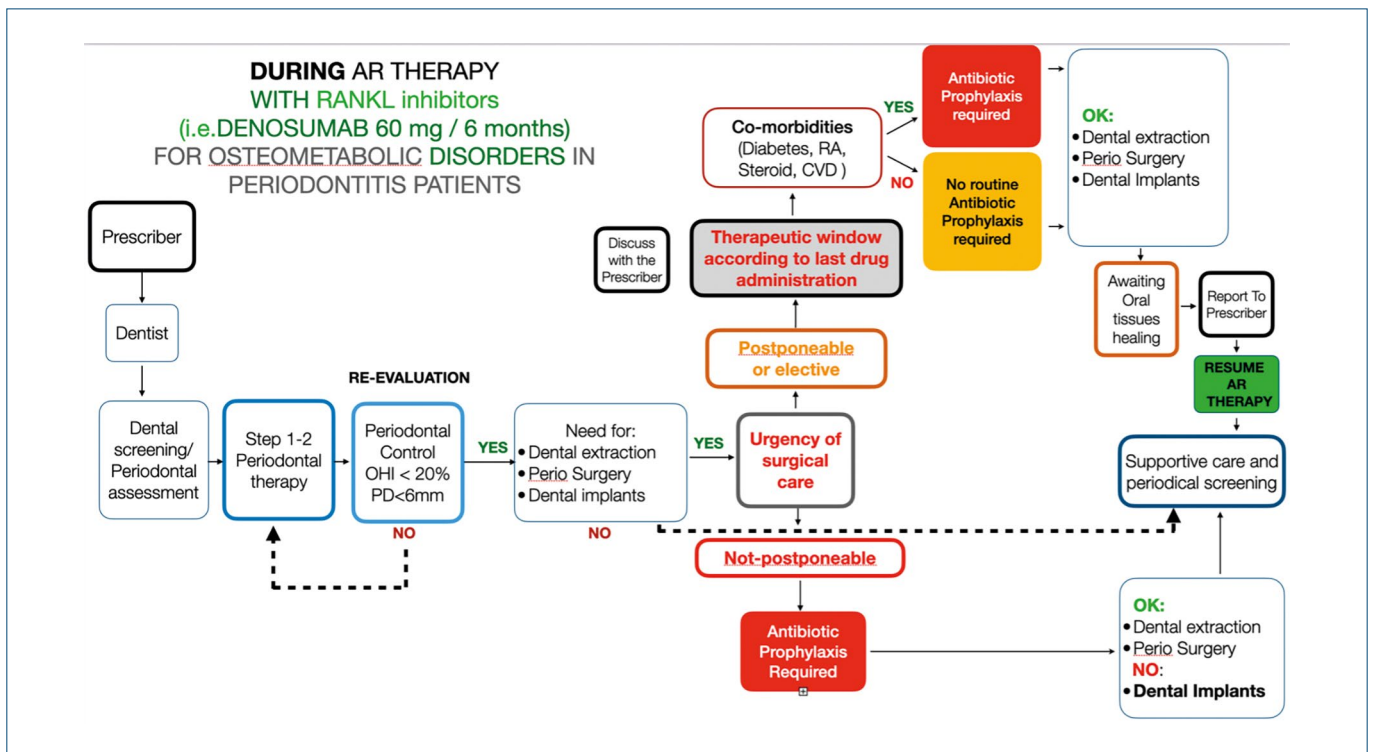 DURING AR THERAPY
WITH RANKL inhibitors
(i.e.DENOSUMAB 60 mg / 6 months)
FOR OSTEOMETABOLIC DISORDERS IN
PERIODONTITIS PATIENTS
Prescriber
Dentist
Dental
screening/
Periodontal
assessment
Step 1-2
Periodontal
therapy
RE-EVALUATION
Periodontal
Control
OHI < 20%
PD<6mm
NO
YES
Need for:
• Dental extraction
• Perio Surgery
• Dental implants
NO
YES
Urgency of
surgical
care
Postponeable
or elective
Discuss
with the
Prescriber
Therapeutic window
according to last drug
administration
Co-morbidities
(Diabetes, RA,
Steroid, CVD )
YES
NO
Antibiotic
Prophylaxis
required
No routine
Antibiotic
Prophylaxis
required
OK:
• Dental extraction
• Perio Surgery
• Dental Implants
Awaiting
Oral
tissues
healing
Report To
Prescriber
RESUME
AR
THERAPY
Supportive care and
periodical screening
Not-postponeable
Antibiotic
Prophylaxis
Required
OK:
• Dental extraction
• Perio Surgery
NO:
• Dental Implants